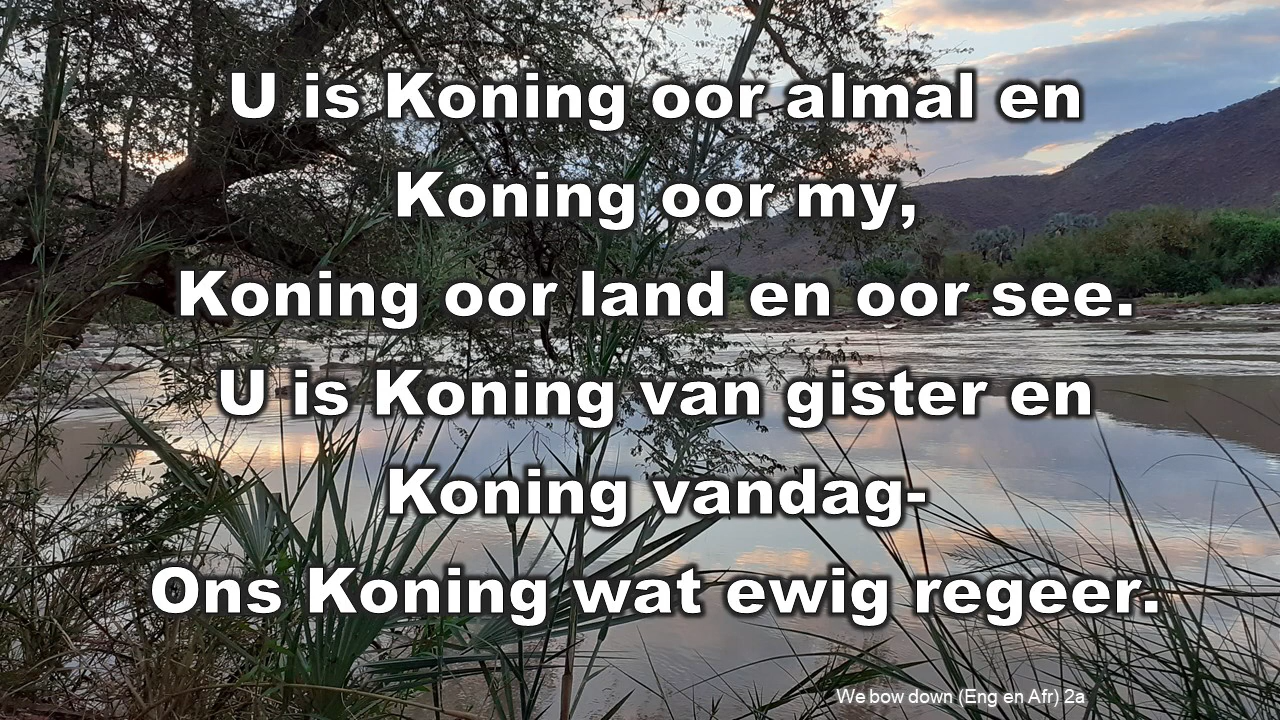 U is Koning oor almal en
Koning oor my,
Koning oor land en oor see.
U is Koning van gister en
Koning vandag-
Ons Koning wat ewig regeer.
We bow down (Eng en Afr) 2a